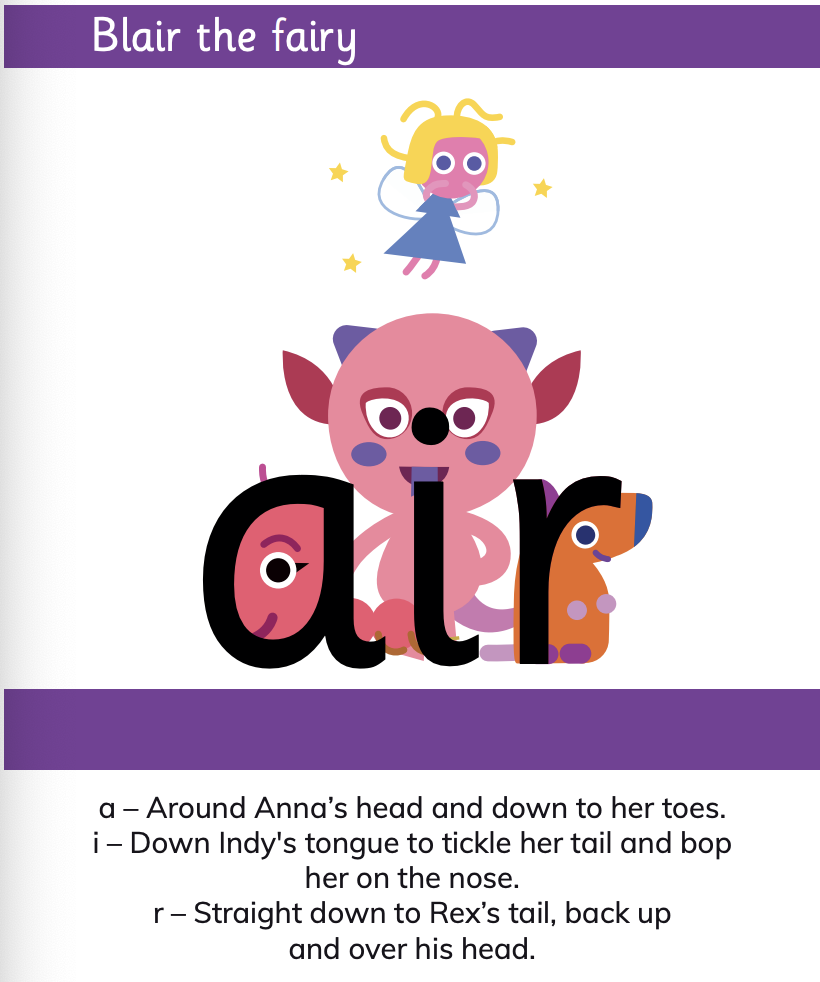 Blair the fairy
air
a – Around Anna’s head and down to her toes.
i – Down Indy's tongue to tickle her tail and bop
her on the nose.
r – Straight down to Rex’s tail, back up
and over his head.